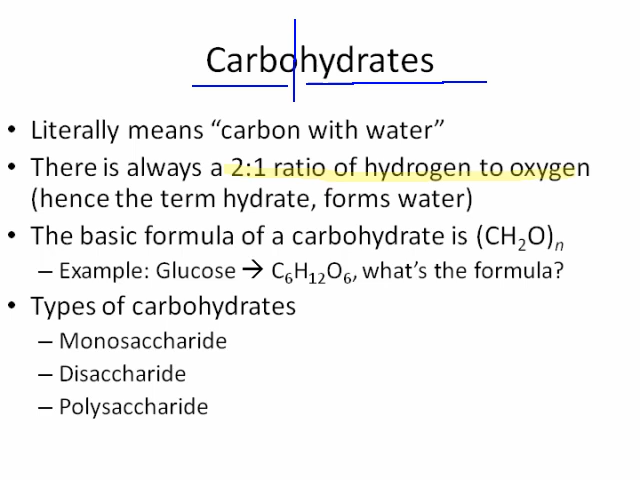 Carbohydrates
• Literally means “carbon with water”
• There is always a 2:1 ratio of hydrogen to oxygen
(hence the term hydrate, forms water)
• The basic formula of a carbohydrate is (CH₂O)ₙ
– Example: Glucose → C₆H₁₂O₆, what’s the formula?
• Types of carbohydrates
– Monosaccharide
– Disaccharide
– Polysaccharide